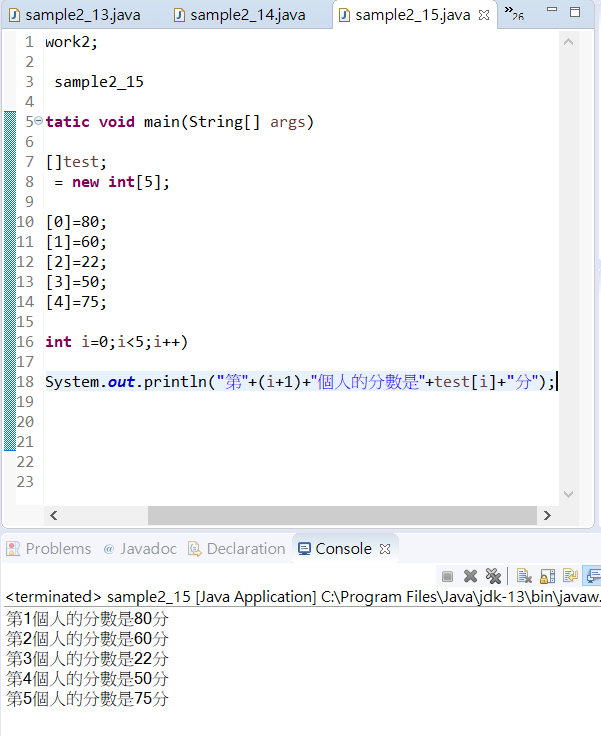 sample2_13.java sample2_14.java sample2_15.java »26
1 work2;
2
3 sample2_15
4
5 tatic void main(String[] args)
6
7 []test;
8 = new int[5];
9
10 [0]=80;
11 [1]=60;
12 [2]=22;
13 [3]=50;
14 [4]=75;
15
16 int i=0;i<5;i++)
17
18 System.out.println("第"+(i+1)+"個人的分數是"+test[i]+"分");
19
20
21
22
23
Problems @ Javadoc Declaration Console
<terminated> sample2_15 [Java Application] C:\Program Files\Java\jdk-13\bin\javaw.
第1個人的分數是80分
第2個人的分數是60分
第3個人的分數是22分
第4個人的分數是50分
第5個人的分數是75分